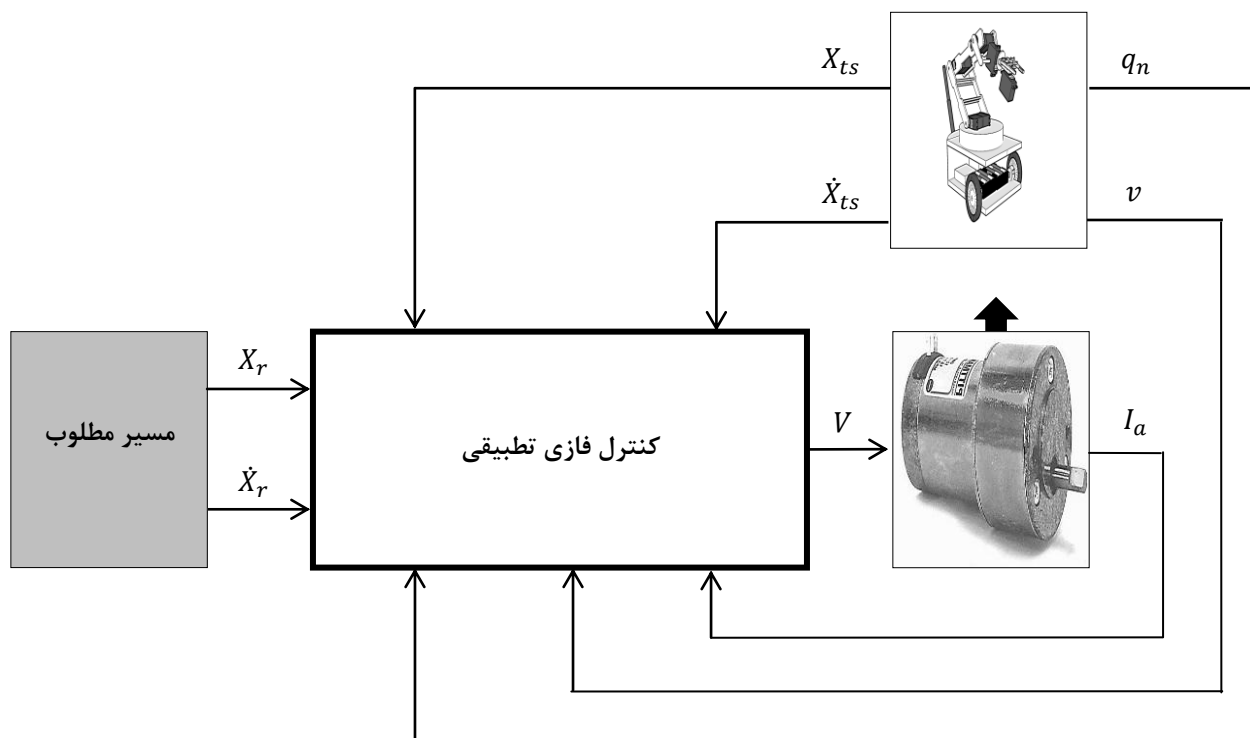 X_ts
q_n
Ẋ_ts
v
X_r
مسیر مطلوب
Ẋ_r
کنترل فازی تطبیقی
V
I_a